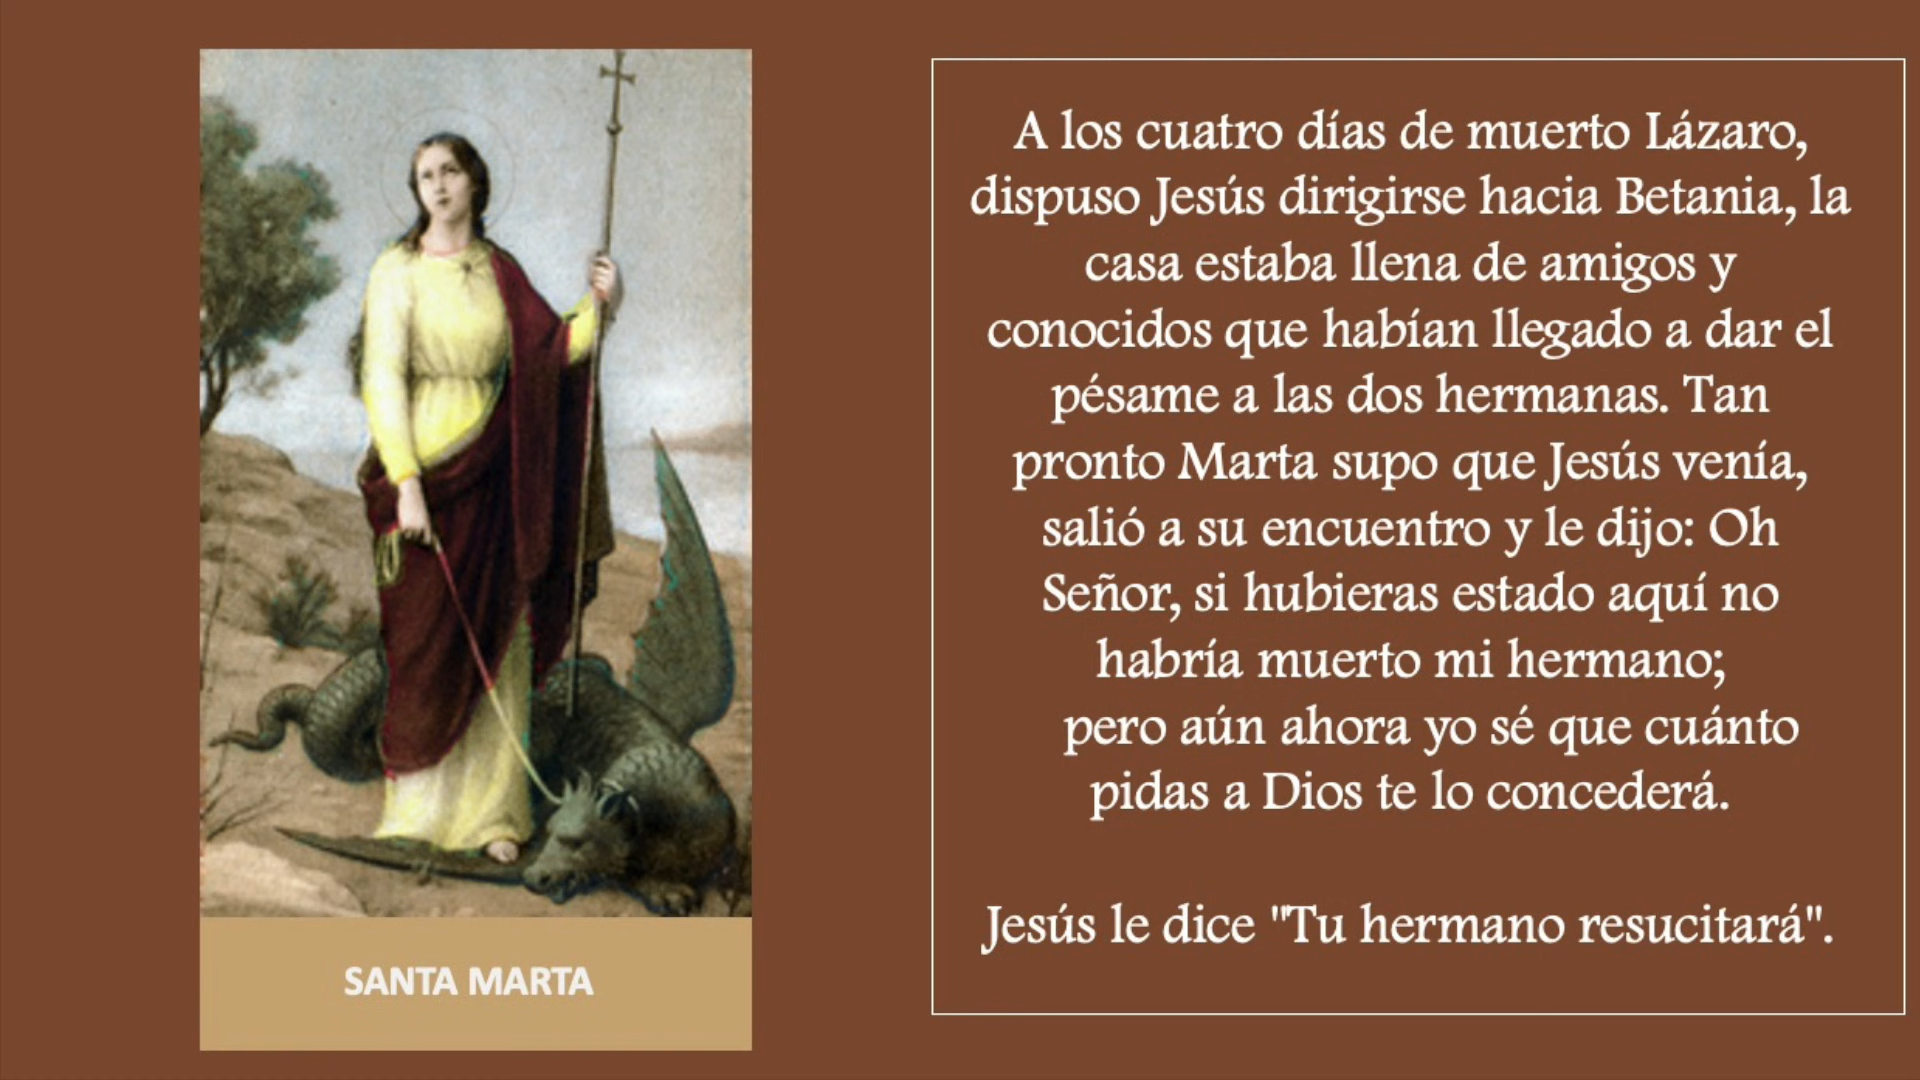 SANTA MARTA
A los cuatro días de muerto Lázaro,
dispuso Jesús dirigirse hacia Betania, la
casa estaba llena de amigos y
conocidos que habían llegado a dar el
pésame a las dos hermanas. Tan
pronto Marta supo que Jesús venía,
salió a su encuentro y le dijo: Oh
Señor, si hubieras estado aquí no
habría muerto mi hermano;
pero aún ahora yo sé que cuánto
pidas a Dios te lo concederá.
Jesús le dice "Tu hermano resucitará".